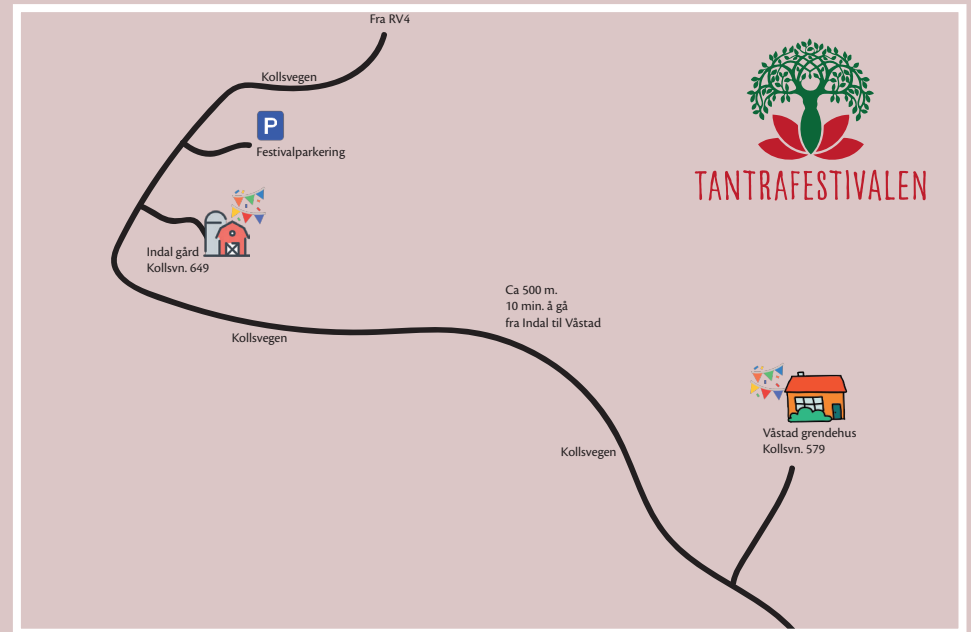 Fra RV4
Kollsvegen
P
Festivalparkering
TANTRAFESTIVALEN
Indal gård
Kollsvn. 649
Ca 500 m.
10 min. å gå
fra Indal til Våstad
Kollsvegen
Våstad grendehus
Kollsvn. 579
Kollsvegen